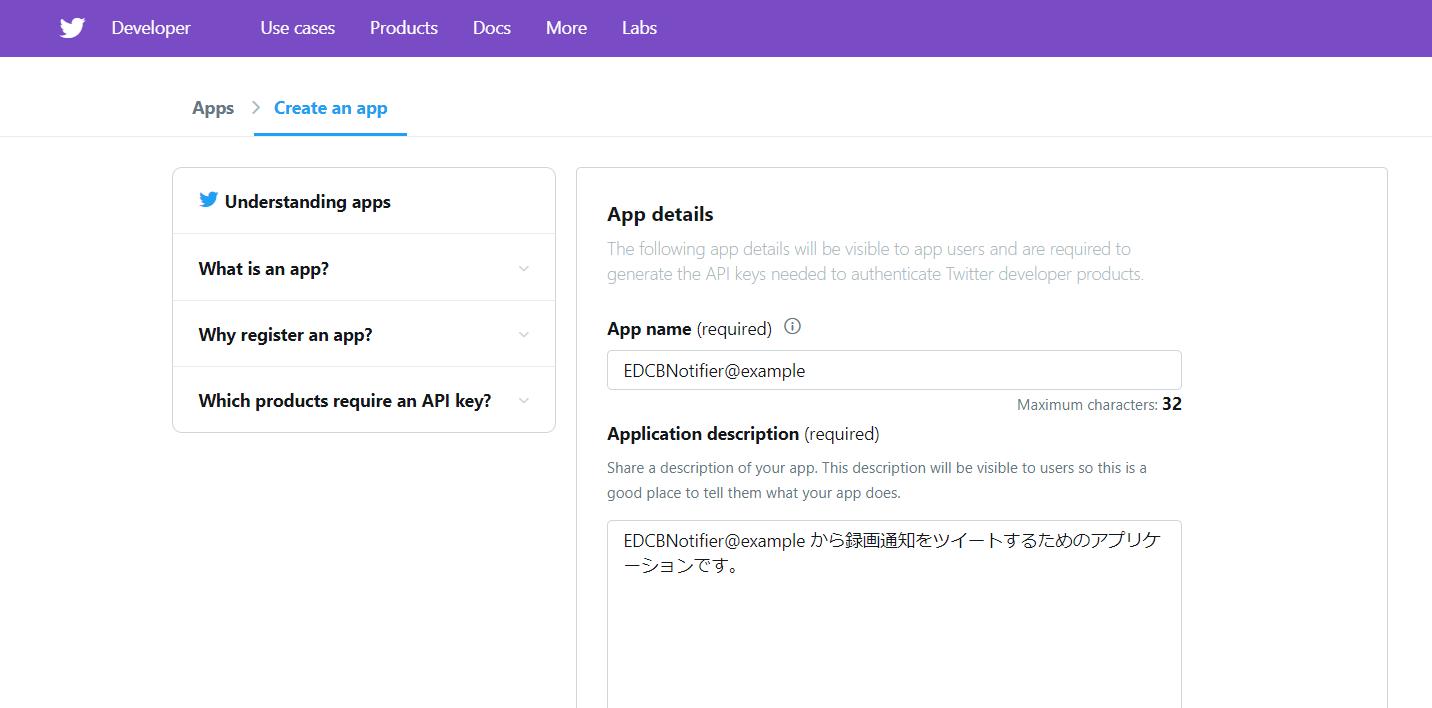 Developer Use cases Products Docs More Labs
Apps Create an app
Understanding apps
What is an app?
Why register an app?
Which products require an API key?
App details
The following app details will be visible to app users and are required to
generate the API keys needed to authenticate Twitter developer products.
App name (required)
EDCBNotifier@example
Maximum characters: 32
Application description (required)
Share a description of your app. This description will be visible to users so this is a
good place to tell them what your app does.
EDCBNotifier@example から録画通知をツイートするためのアプリケ
ーションです。